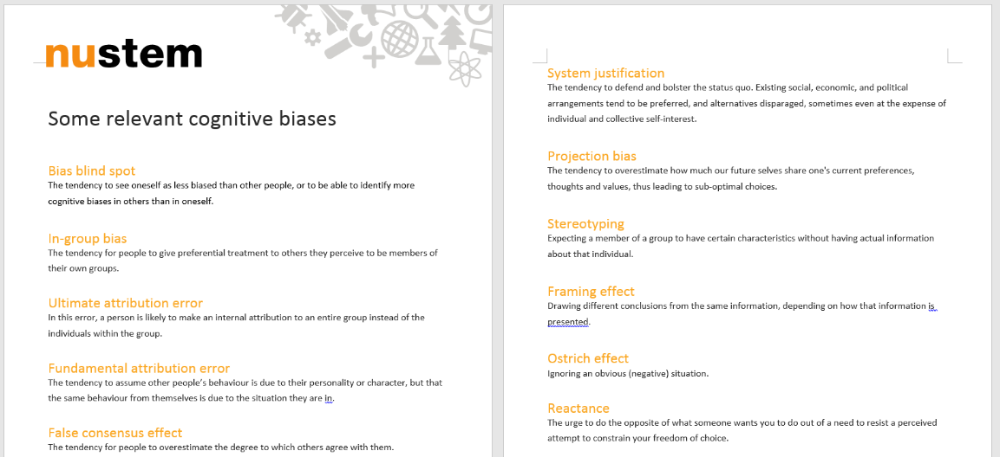 nustem
Some relevant cognitive biases
Bias blind spot
The tendency to see oneself as less biased than other people, or to be able to identify more
cognitive biases in others than in oneself.
In-group bias
The tendency for people to give preferential treatment to others they perceive to be members of
their own groups.
Ultimate attribution error
In this error, a person is likely to make an internal attribution to an entire group instead of the
individuals within the group.
Fundamental attribution error
The tendency to assume other people’s behaviour is due to their personality or character, but that
the same behaviour from themselves is due to the situation they are in.
False consensus effect
The tendency for people to overestimate the degree to which others agree with them.
System justification
The tendency to defend and bolster the status quo. Existing social, economic, and political
arrangements tend to be preferred, and alternatives disparaged, sometimes even at the expense of
individual and collective self-interest.
Projection bias
The tendency to overestimate how much our future selves share one's current preferences,
thoughts and values, thus leading to sub-optimal choices.
Stereotyping
Expecting a member of a group to have certain characteristics without having actual information
about that individual.
Framing effect
Drawing different conclusions from the same information, depending on how that information is
presented.
Ostrich effect
Ignoring an obvious (negative) situation.
Reactance
The urge to do the opposite of what someone wants you to do out of a need to resist a perceived
attempt to constrain your freedom of choice.